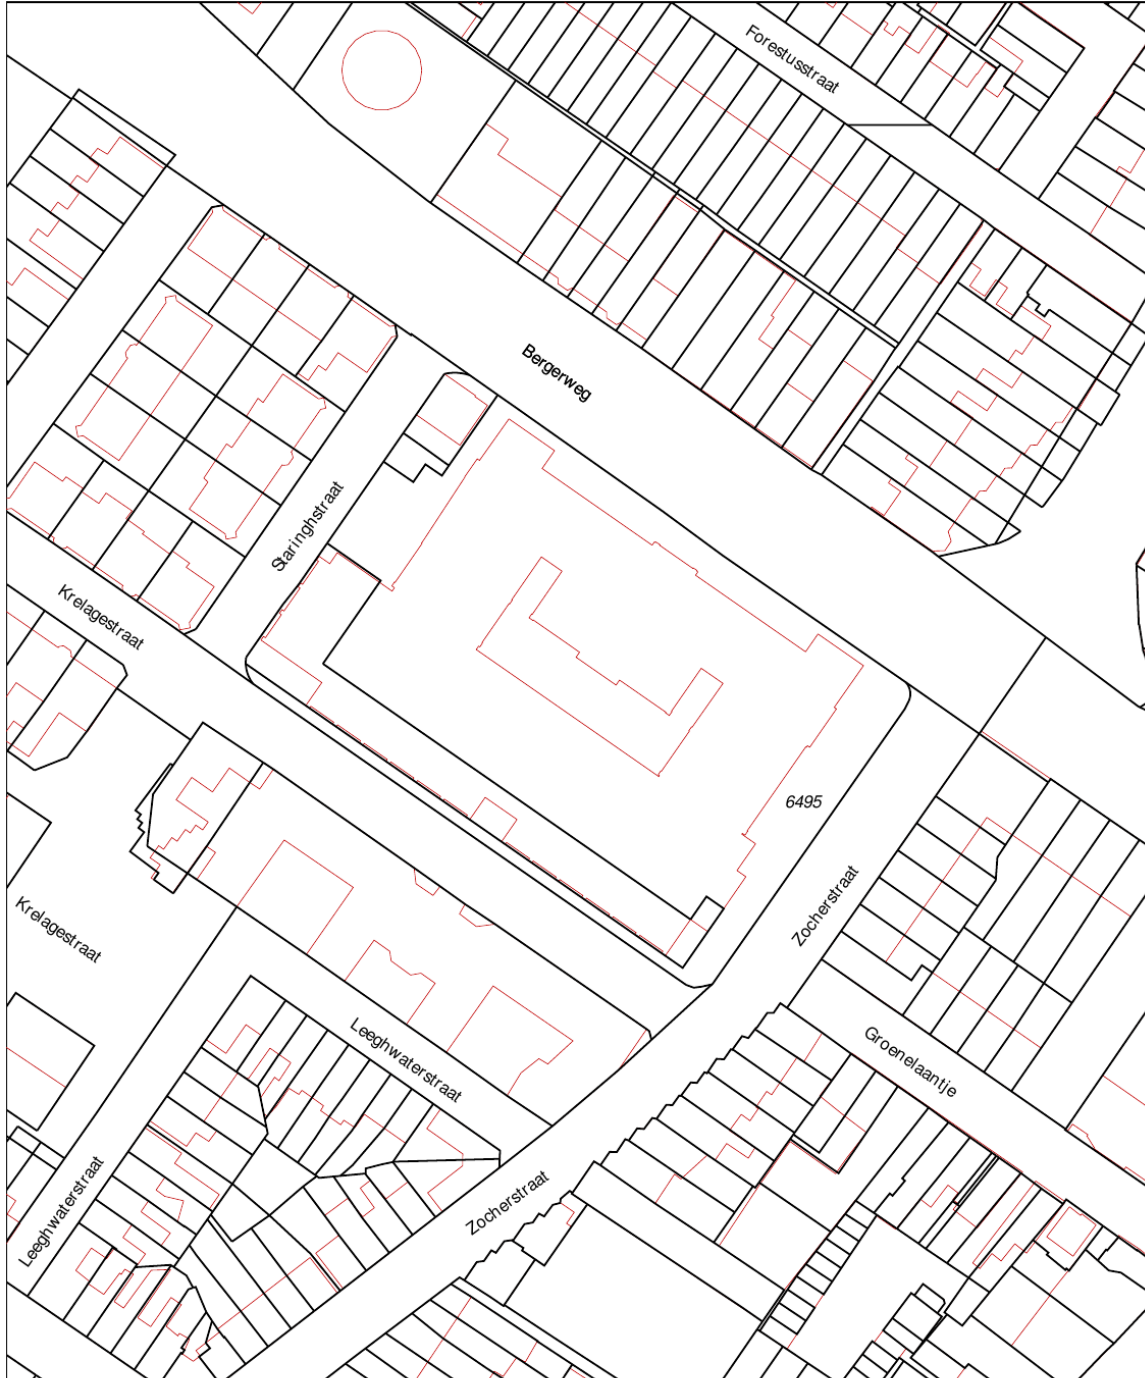 Forestusstraat
Bergerweg
Staringhstraat
Krelagestraat
6495
Zocherstraat
Krelagestraat
Leeghwaterstraat
Groenelaantje
Zocherstraat
Leeghwaterstraat